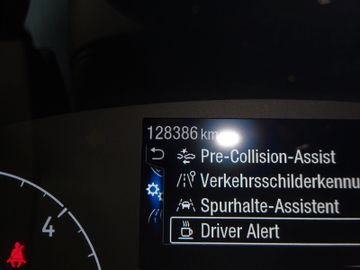 128386 km
Pre-Collision-Assist
Verkehrsschilderkennu
Spurhalte-Assistent
Driver Alert
4